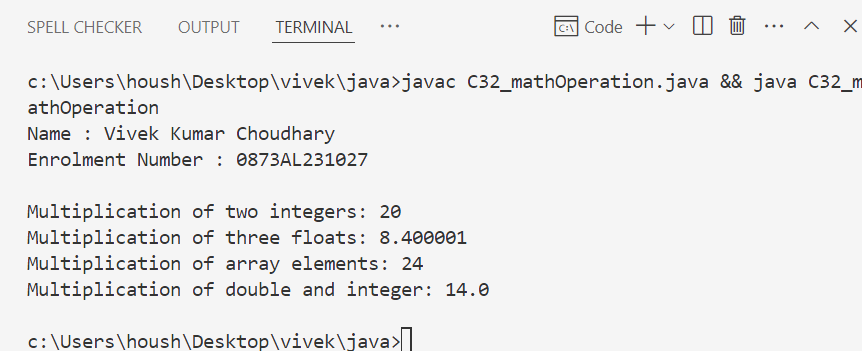 SPELL CHECKER OUTPUT TERMINAL ··· Code ···
c:\Users\housh\Desktop\vivek\java>javac C32_mathOperation.java && java C32_m
athOperation
Name : Vivek Kumar Choudhary
Enrolment Number : 0873AL231027
Multiplication of two integers: 20
Multiplication of three floats: 8.400001
Multiplication of array elements: 24
Multiplication of double and integer: 14.0
c:\Users\housh\Desktop\vivek\java>